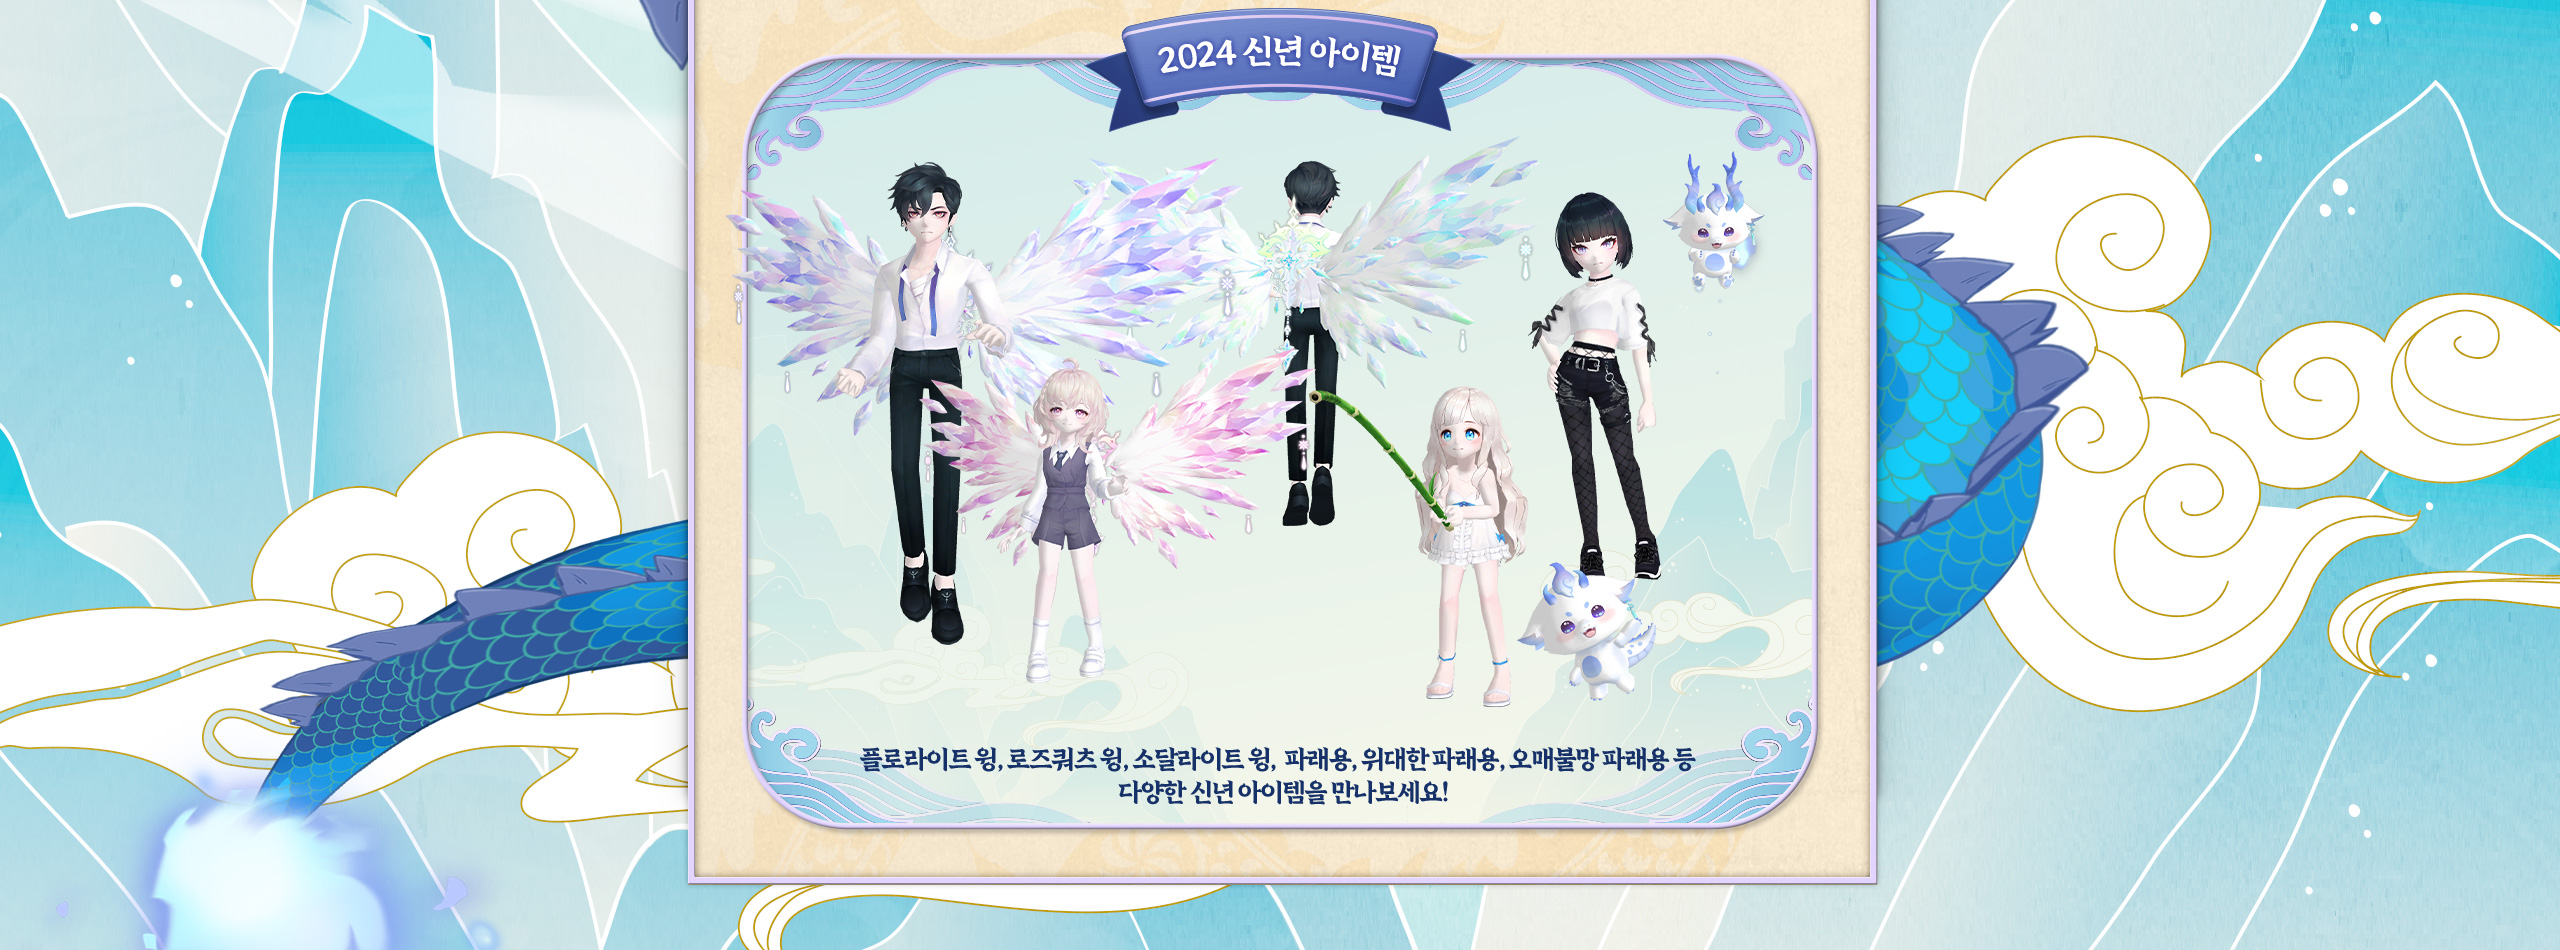 2024 신년 아이템
플로라이트 윙, 로즈쿼츠 윙, 소달라이트 윙, 파래용, 위대한 파래용, 오매불망 파래용 등
다양한 신년 아이템을 만나보세요!